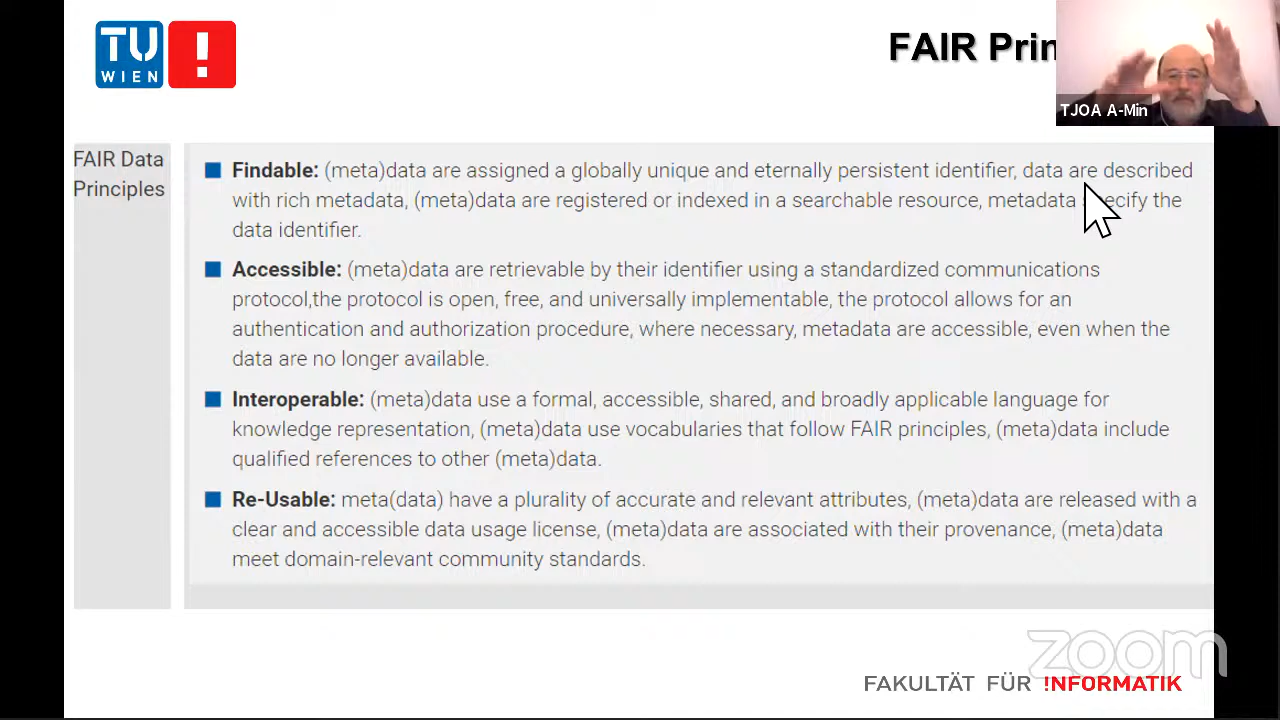 TU
WIEN
!
FAIR Prin
TJOA A-Min
FAIR Data
Principles
Findable: (meta)data are assigned a globally unique and eternally persistent identifier, data are described
with rich metadata, (meta)data are registered or indexed in a searchable resource, metadata specify the
data identifier.
Accessible: (meta)data are retrievable by their identifier using a standardized communications
protocol,the protocol is open, free, and universally implementable, the protocol allows for an
authentication and authorization procedure, where necessary, metadata are accessible, even when the
data are no longer available.
Interoperable: (meta)data use a formal, accessible, shared, and broadly applicable language for
knowledge representation, (meta)data use vocabularies that follow FAIR principles, (meta)data include
qualified references to other (meta)data.
Re-Usable: meta(data) have a plurality of accurate and relevant attributes, (meta)data are released with a
clear and accessible data usage license, (meta)data are associated with their provenance, (meta)data
meet domain-relevant community standards.
zoom
FAKULTÄT FÜR !NFORMATIK